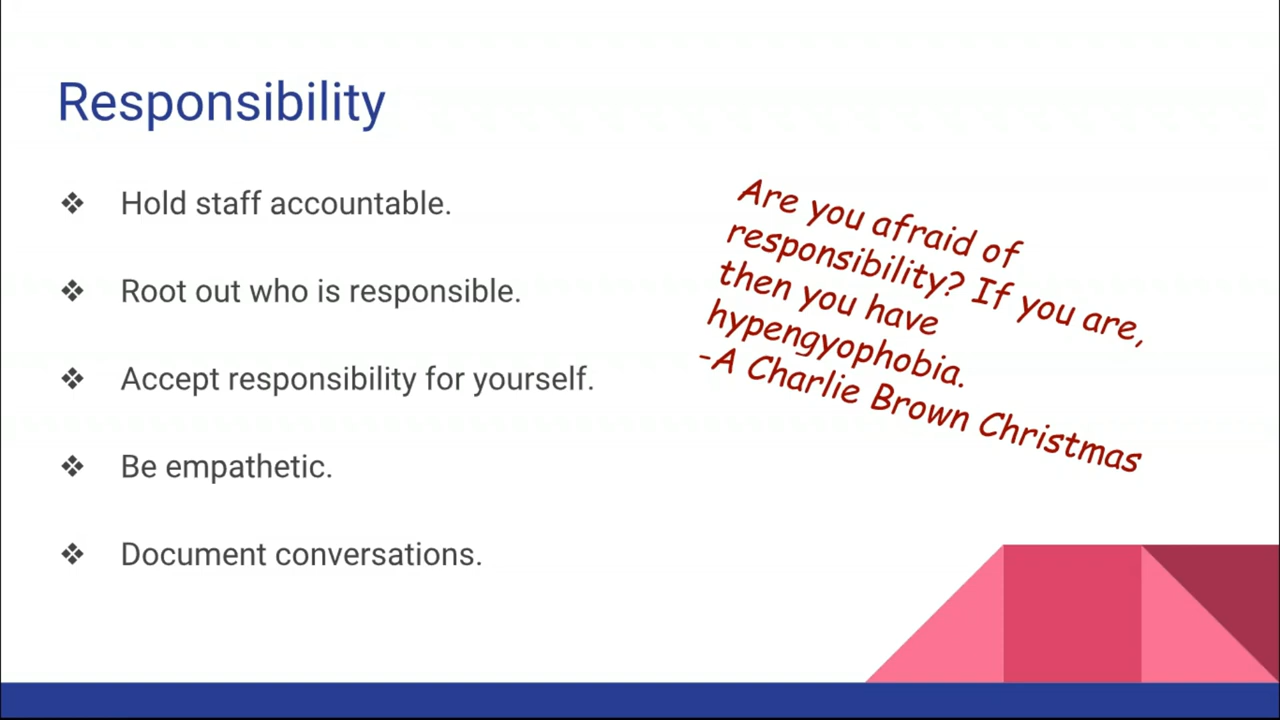 Responsibility
❖ Hold staff accountable.
❖ Root out who is responsible.
❖ Accept responsibility for yourself.
❖ Be empathetic.
❖ Document conversations.
Are you afraid of
responsibility? If you are,
then you have
hypengyophobia.
-A Charlie Brown Christmas